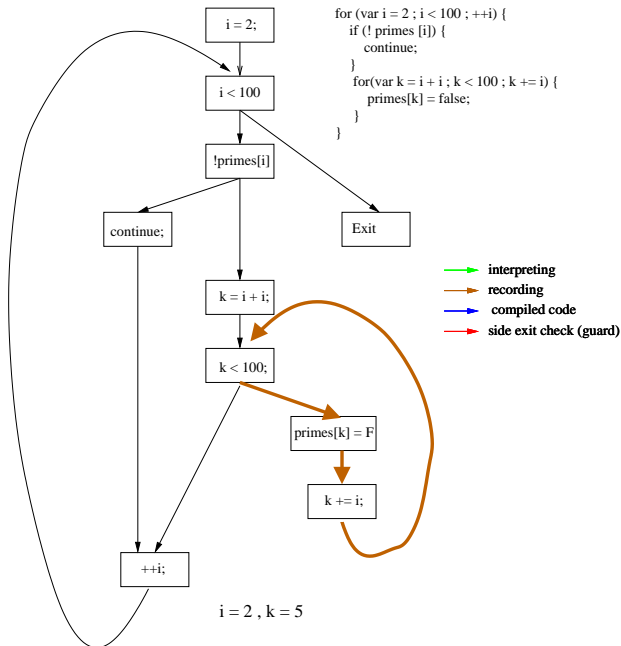 i = 2;
for (var i = 2 ; i < 100 ; ++i) {
if (! primes [i]) {
continue;
}
for(var k = i + i ; k < 100 ; k += i) {
primes[k] = false;
}
}
i < 100
!primes[i]
continue;
Exit
interpreting
recording
compiled code
side exit check (guard)
k = i + i;
k < 100;
primes[k] = F
k += i;
++i;
i = 2 , k = 5